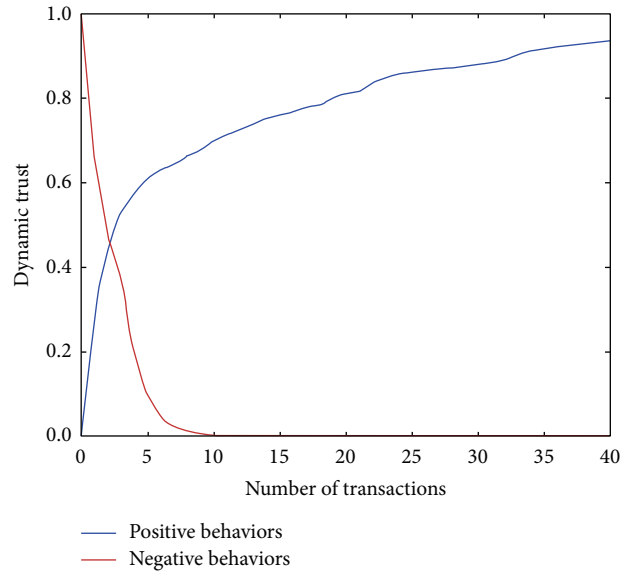 1.0
0.8
0.6
0.4
0.2
0.0
Dynamic trust
0 5 10 15 20 25 30 35 40
Number of transactions
Positive behaviors
Negative behaviors